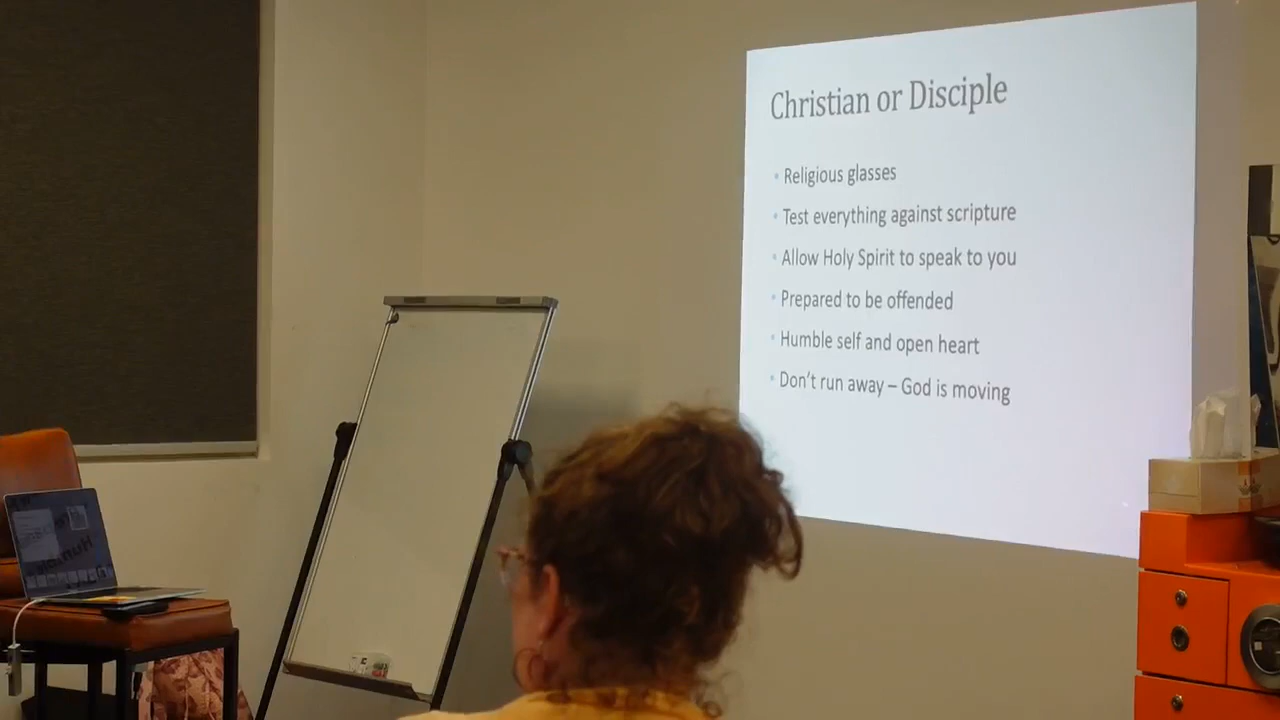 Christian or Disciple
• Religious glasses
• Test everything against scripture
• Allow Holy Spirit to speak to you
• Prepared to be offended
• Humble self and open heart
• Don't run away – God is moving